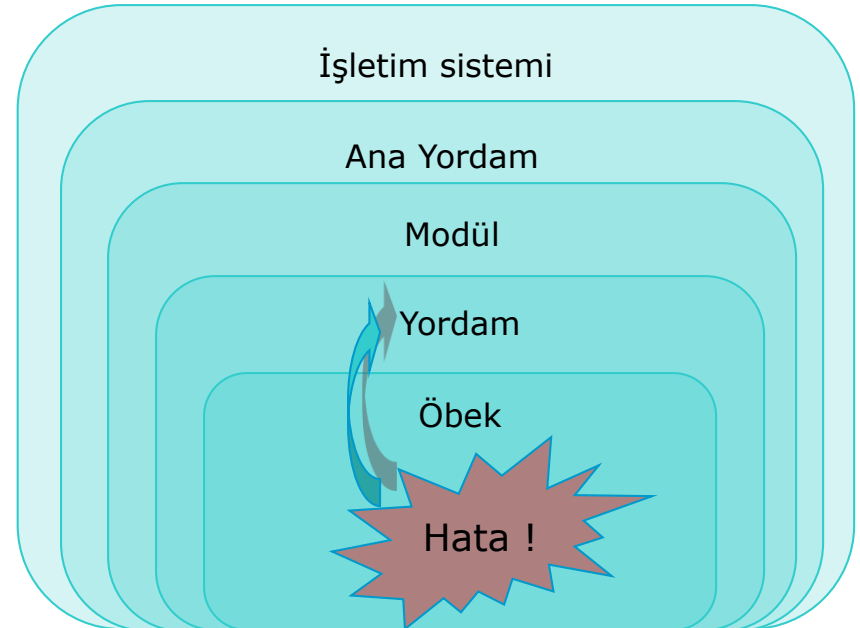 İşletim sistemi
Ana Yordam
Modül
Yordam
Öbek
Hata !